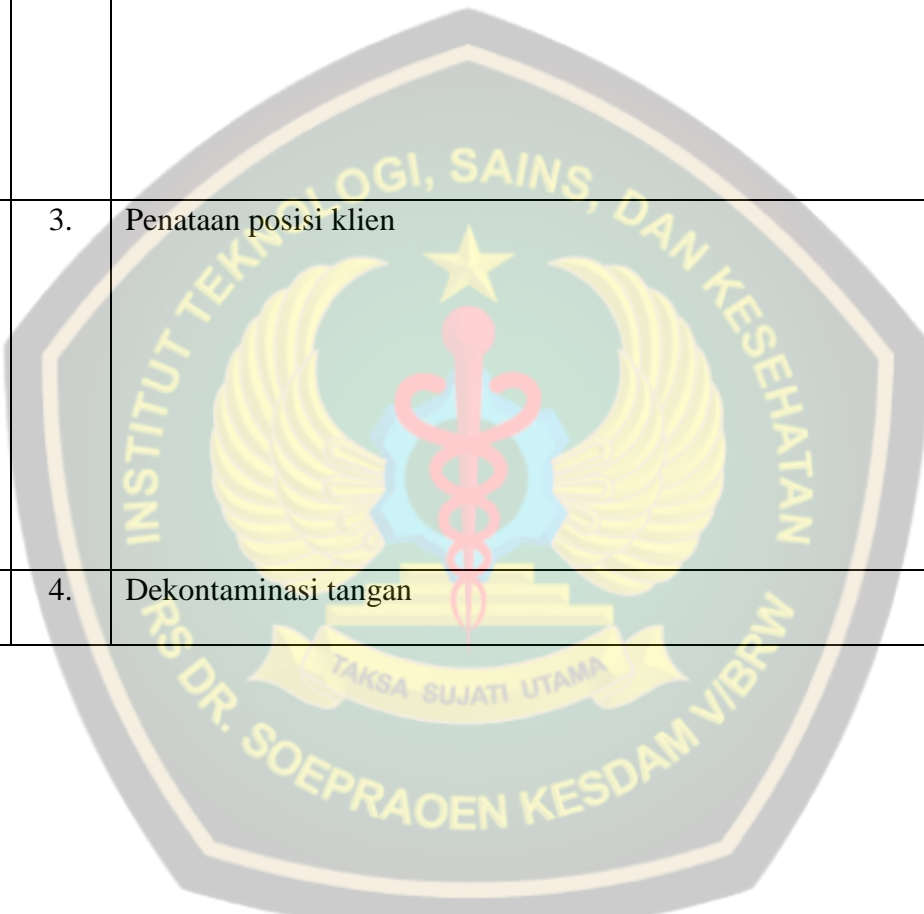 INSTITUT TEKNOLOGI, SAINS, DAN KESEHATAN
3. Penataan posisi klien
4. Dekontaminasi tangan
TAKSA SUJATI UTAMA
RS DR. SOEPRAOEN KESDAM V/BRW